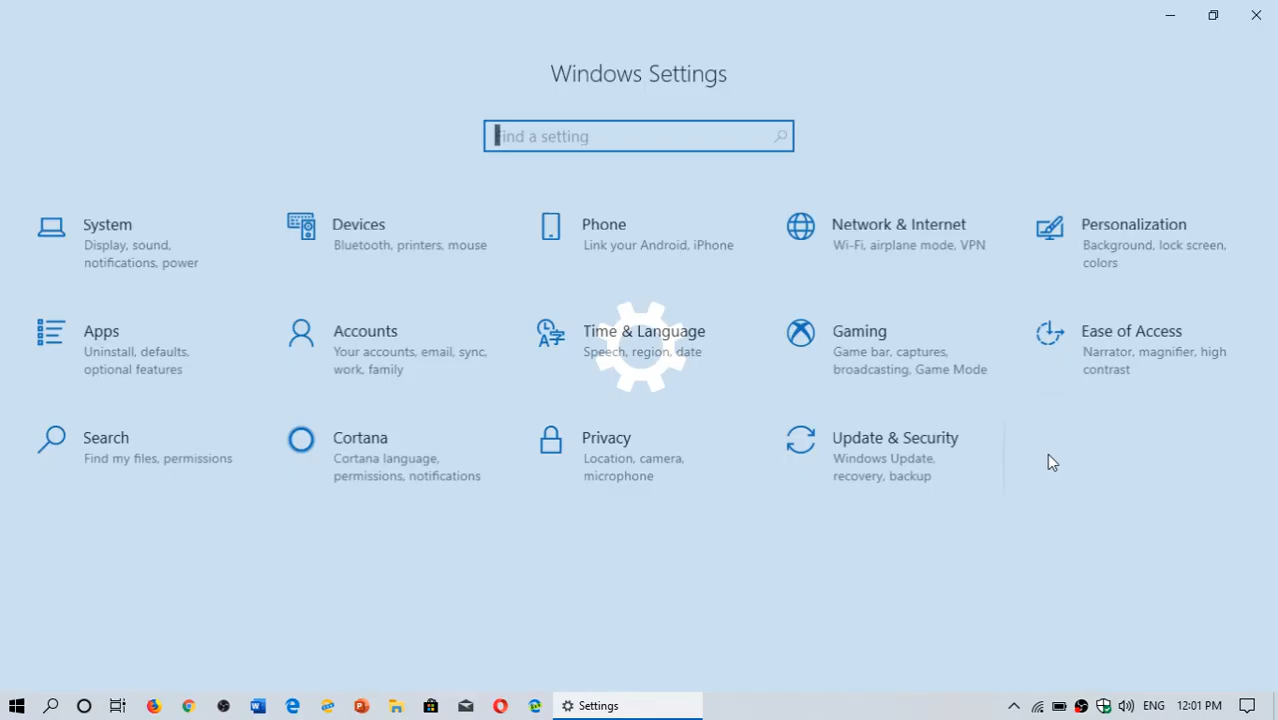 Windows Settings
Find a setting
System
Display, sound,
notifications, power
Devices
Bluetooth, printers, mouse
Phone
Link your Android, iPhone
Network & Internet
Wi-Fi, airplane mode, VPN
Personalization
Background, lock screen,
colors
Apps
Uninstall, defaults,
optional features
Accounts
Your accounts, email, sync,
work, family
Time & Language
Speech, region, date
Gaming
Game bar, captures,
broadcasting, Game Mode
Ease of Access
Narrator, magnifier, high
contrast
Search
Find my files, permissions
Cortana
Cortana language,
permissions, notifications
Privacy
Location, camera,
microphone
Update & Security
Windows Update,
recovery, backup
Settings
ENG
12:01 PM